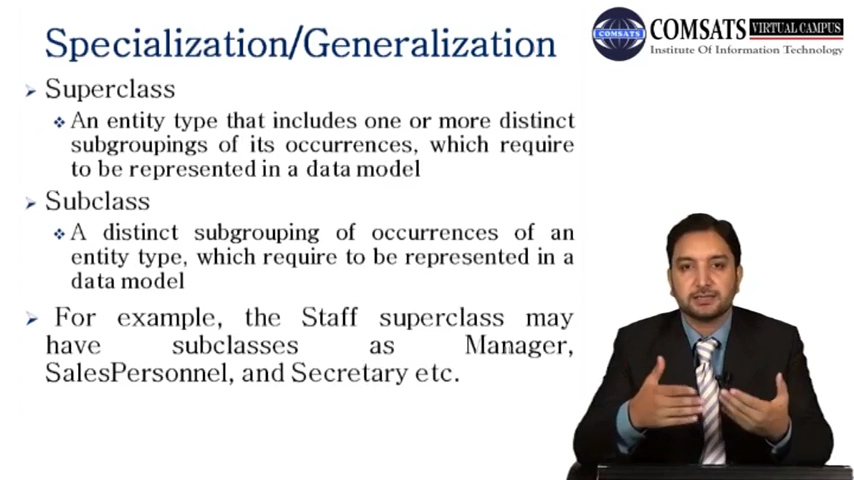 Specialization/Generalization
Superclass
An entity type that includes one or more distinct
subgroupings of its occurrences, which require
to be represented in a data model
Subclass
A distinct subgrouping of occurrences of an
entity type, which require to be represented in a
data model
For example, the Staff superclass may
have subclasses as Manager,
SalesPersonnel, and Secretary etc.
COMSATS
COMSATS VIRTUAL CAMPUS
Institute Of Information Technology